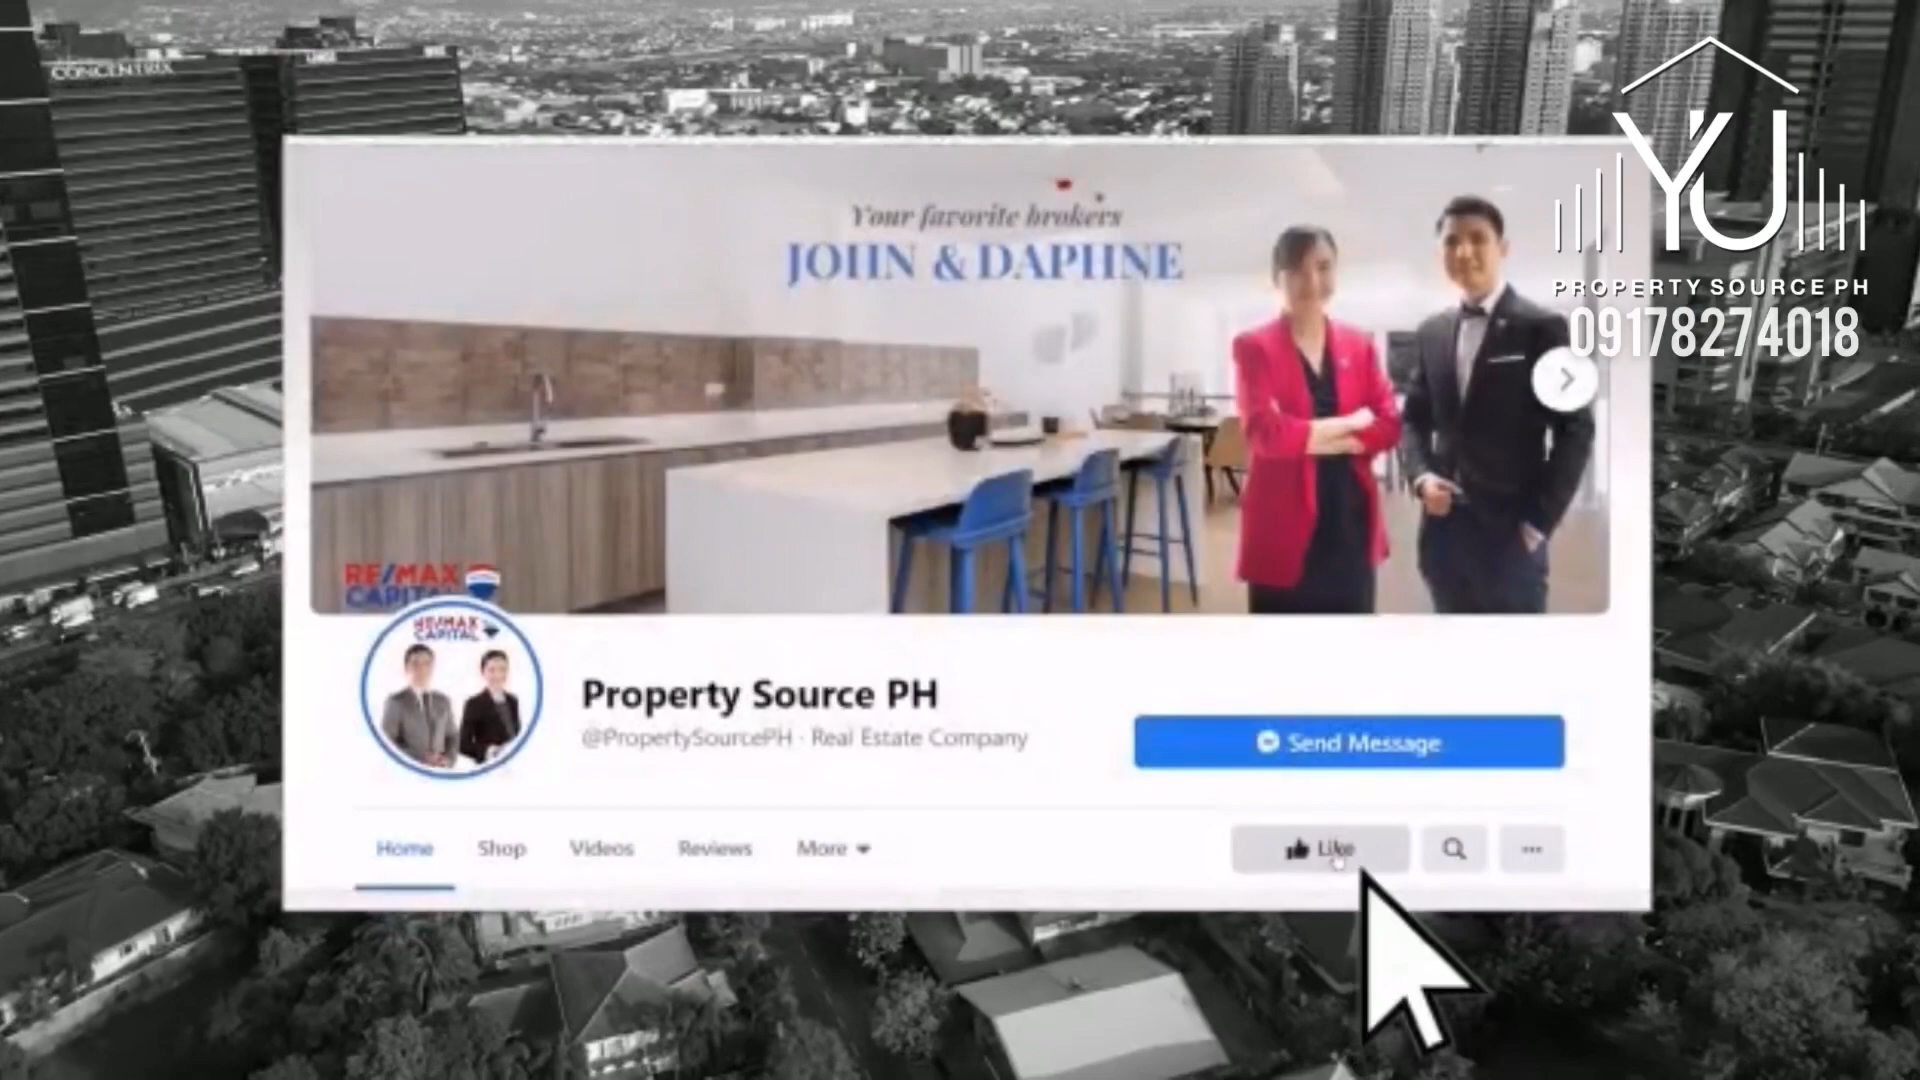 CONCENTRIX
YU
PROPERTY SOURCE PH
09178274018
Your favorite brokers
JOHN & DAPHNE
RE/MAX
CAPITAL
RE/MAX
CAPITAL
Property Source PH
@PropertySourcePH · Real Estate Company
Send Message
Home Shop Videos Reviews More
Like